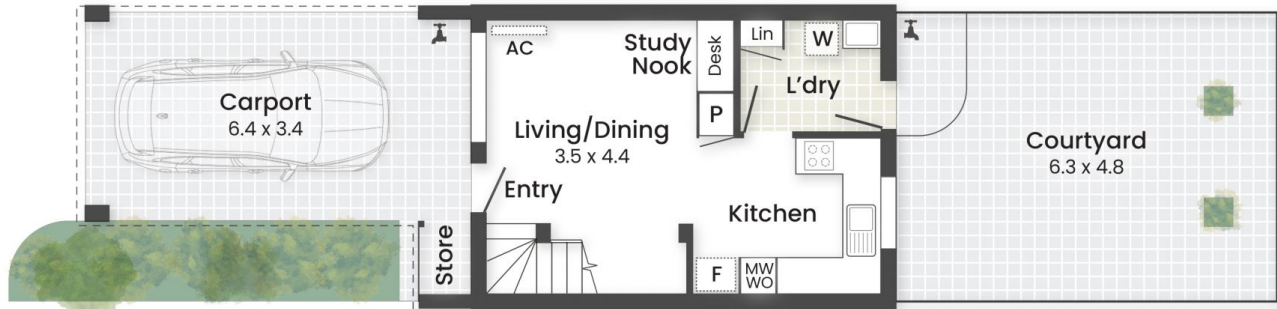 Carport
6.4 x 3.4
Store
AC
Living/Dining
3.5 x 4.4
Entry
Study
Nook
Desk
P
Lin
W
L’dry
Kitchen
F
MW
WO
Courtyard
6.3 x 4.8